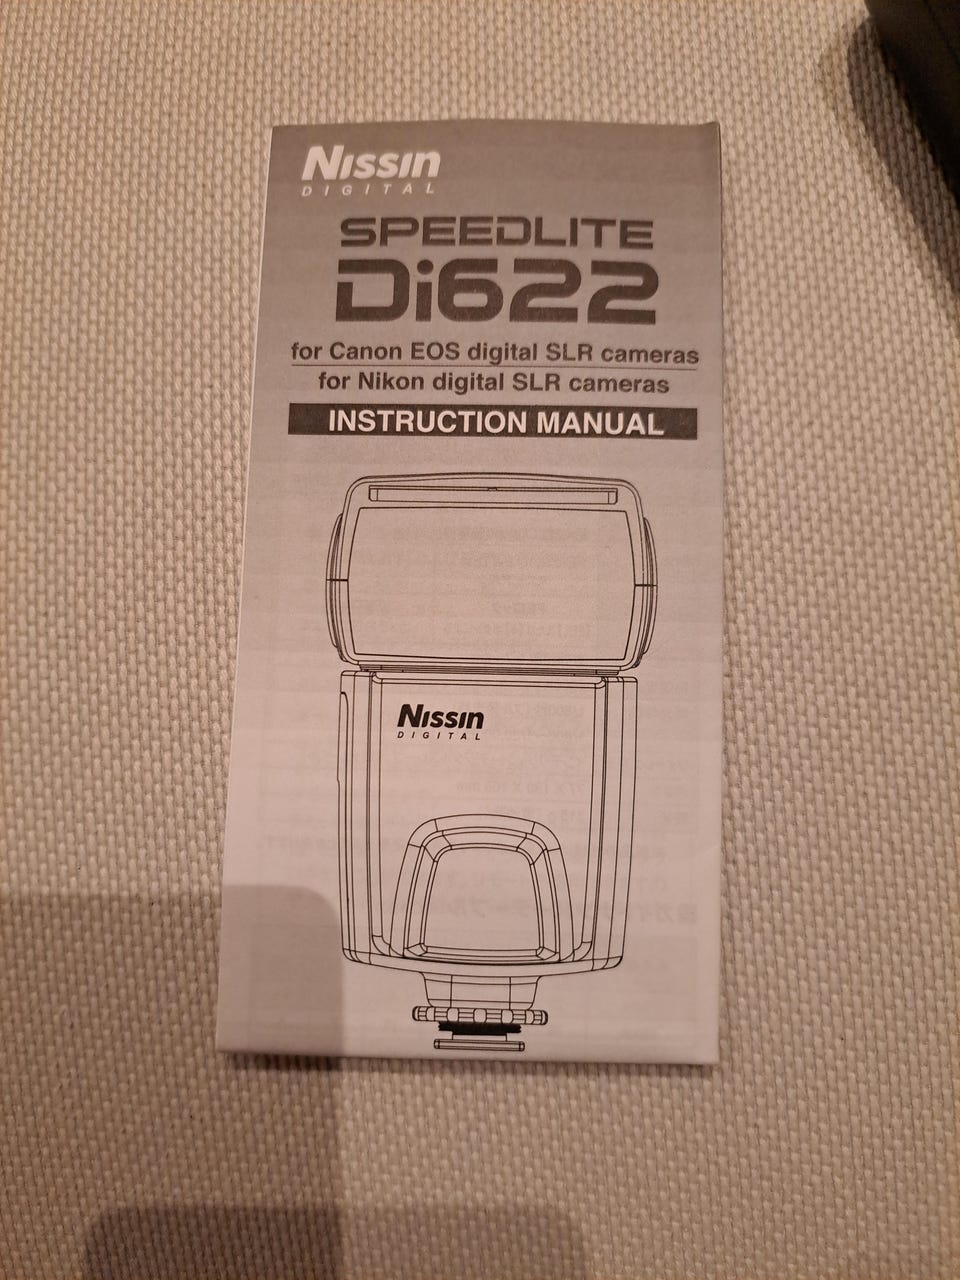 Nissin
DIGITAL
SPEEDLITE
Di622
for Canon EOS digital SLR cameras
for Nikon digital SLR cameras
INSTRUCTION MANUAL
Nissin
DIGITAL